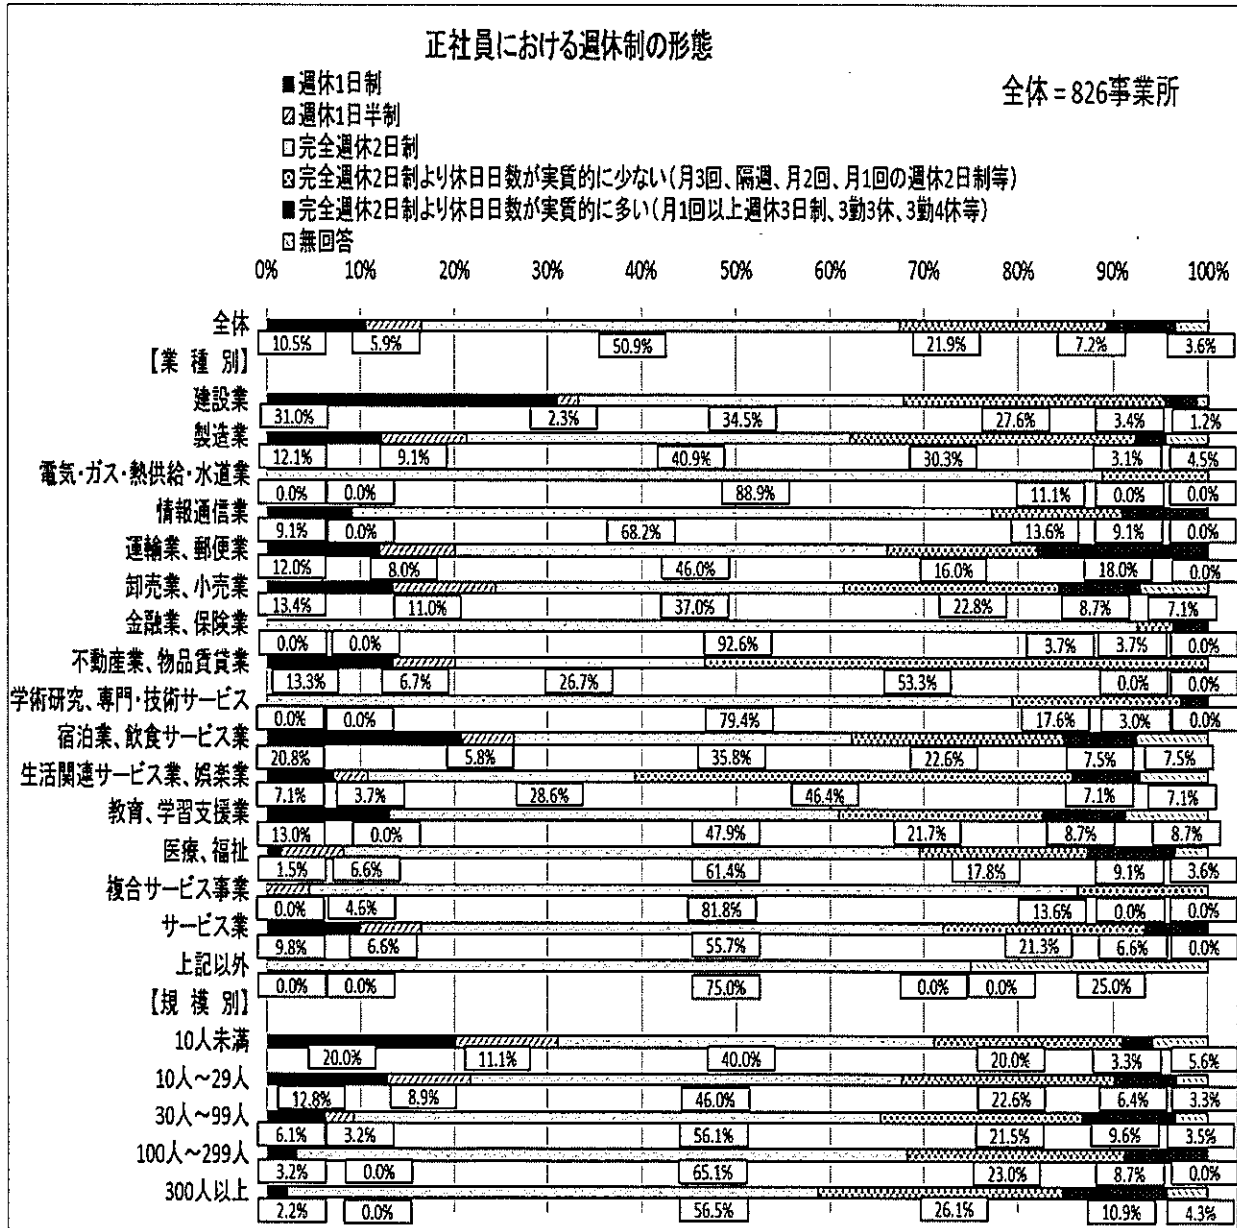 正社員における週休制の形態
全体 = 826事業所
■週休1日制
週休1日半制
□完全週休2日制
完全週休2日制より休日日数が実質的に少ない(月3回、隔週、月2回、月1回の週休2日制等)
■完全週休2日制より休日日数が実質的に多い(月1回以上週休3日制、3勤3休、3勤4休等)
無回答
0% 10% 20% 30% 40% 50% 60% 70% 80% 90% 100%
全体
10.5% 5.9% 50.9% 21.9% 7.2% 3.6%
【業 種 別】
建設業
31.0% 2.3% 34.5% 27.6% 3.4% 1.2%
製造業
12.1% 9.1% 40.9% 30.3% 3.1% 4.5%
電気・ガス・熱供給・水道業
0.0% 0.0% 88.9% 11.1% 0.0% 0.0%
情報通信業
9.1% 0.0% 68.2% 13.6% 9.1% 0.0%
運輸業、郵便業
12.0% 8.0% 46.0% 16.0% 18.0% 0.0%
卸売業、小売業
13.4% 11.0% 37.0% 22.8% 8.7% 7.1%
金融業、保険業
0.0% 0.0% 92.6% 3.7% 3.7% 0.0%
不動産業、物品賃貸業
13.3% 6.7% 26.7% 53.3% 0.0% 0.0%
学術研究、専門・技術サービス
0.0% 0.0% 79.4% 17.6% 3.0% 0.0%
宿泊業、飲食サービス業
20.8% 5.8% 35.8% 22.6% 7.5% 7.5%
生活関連サービス業、娯楽業
7.1% 3.7% 28.6% 46.4% 7.1% 7.1%
教育、学習支援業
13.0% 0.0% 47.9% 21.7% 8.7% 8.7%
医療、福祉
1.5% 6.6% 61.4% 17.8% 9.1% 3.6%
複合サービス事業
0.0% 4.6% 81.8% 13.6% 0.0% 0.0%
サービス業
9.8% 6.6% 55.7% 21.3% 6.6% 0.0%
上記以外
0.0% 0.0% 75.0% 0.0% 0.0% 25.0%
【規 模 別】
10人未満
20.0% 11.1% 40.0% 20.0% 3.3% 5.6%
10人～29人
12.8% 8.9% 46.0% 22.6% 6.4% 3.3%
30人～99人
6.1% 3.2% 56.1% 21.5% 9.6% 3.5%
100人～299人
3.2% 0.0% 65.1% 23.0% 8.7% 0.0%
300人以上
2.2% 0.0% 56.5% 26.1% 10.9% 4.3%